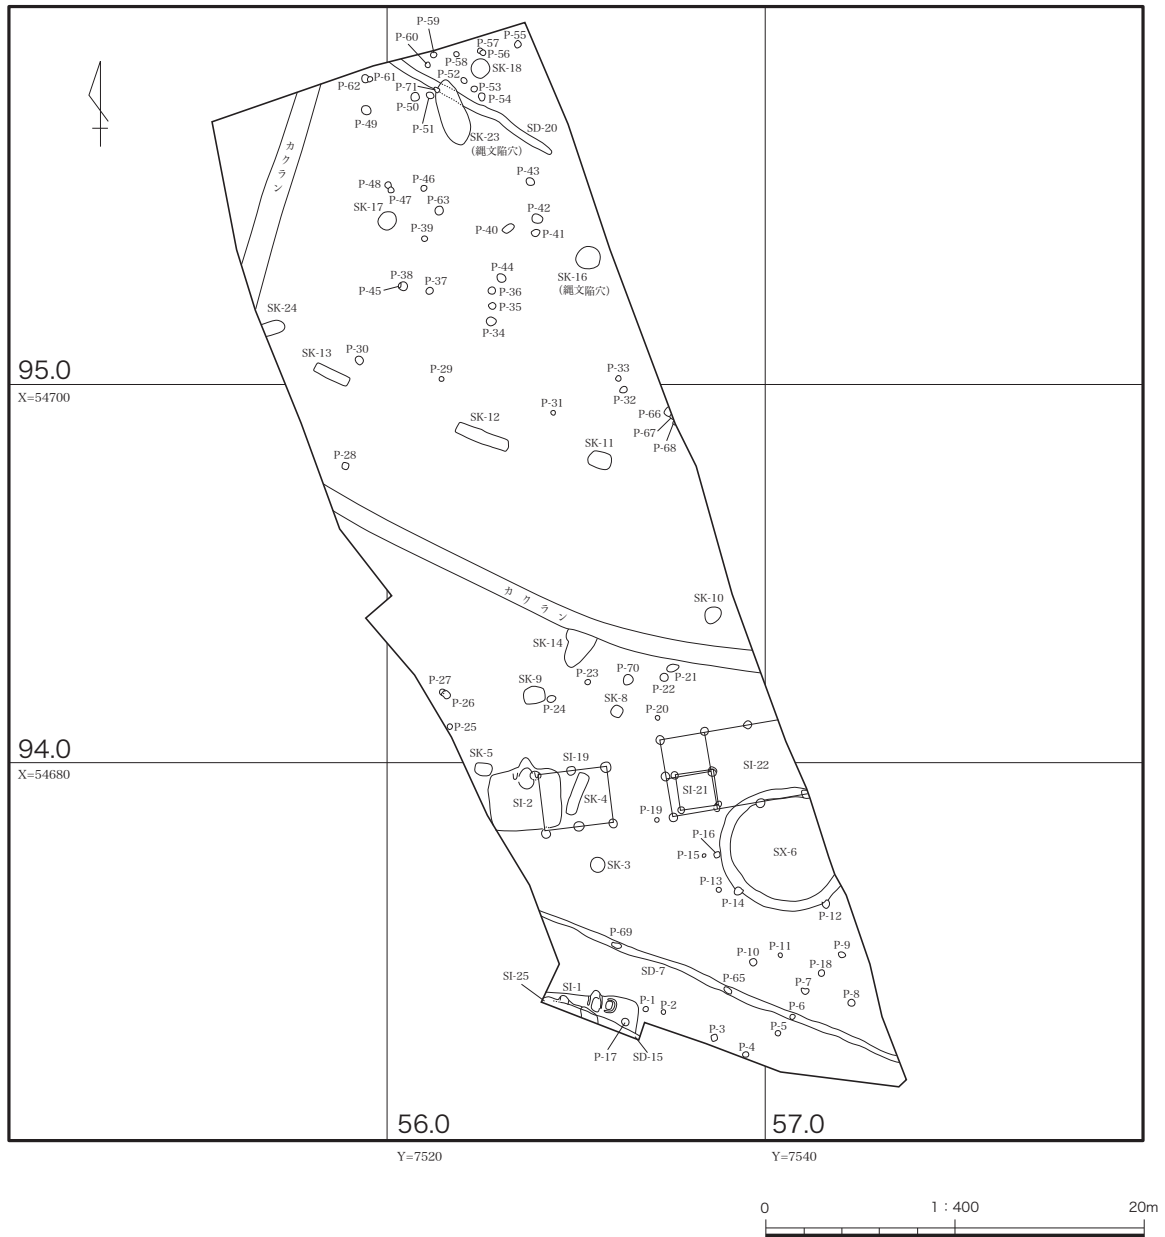 P-59
P-60
P-57
P-55
P-56
P-58
SK-18
P-52
P-61
P-62
P-71
P-53
P-54
P-50
P-49
P-51
SD-20
SK-23
(縄文陥穴)
カクラン
P-43
P-48
P-46
P-47
P-63
SK-17
P-42
P-40
P-41
P-39
P-44
SK-16
(縄文陥穴)
P-38
P-37
P-45
P-36
P-35
SK-24
P-34
SK-13
P-30
95.0
P-29
P-33
X=54700
P-32
P-31
SK-12
P-66
P-67
P-68
SK-11
P-28
カクラン
SK-10
SK-14
P-23
P-70
P-21
P-27
SK-9
P-22
P-26
P-24
SK-8
P-20
P-25
94.0
SK-5
SI-19
SI-22
X=54680
SI-2
SK-4
SI-21
P-19
P-16
P-15
SX-6
SK-3
P-13
P-14
P-12
P-69
P-10
P-11
P-9
P-18
SD-7
SI-25
SI-1
P-65
P-7
P-8
P-1
P-2
P-6
P-3
P-5
P-4
P-17
SD-15
56.0
57.0
Y=7520
Y=7540
0
1：400
20m